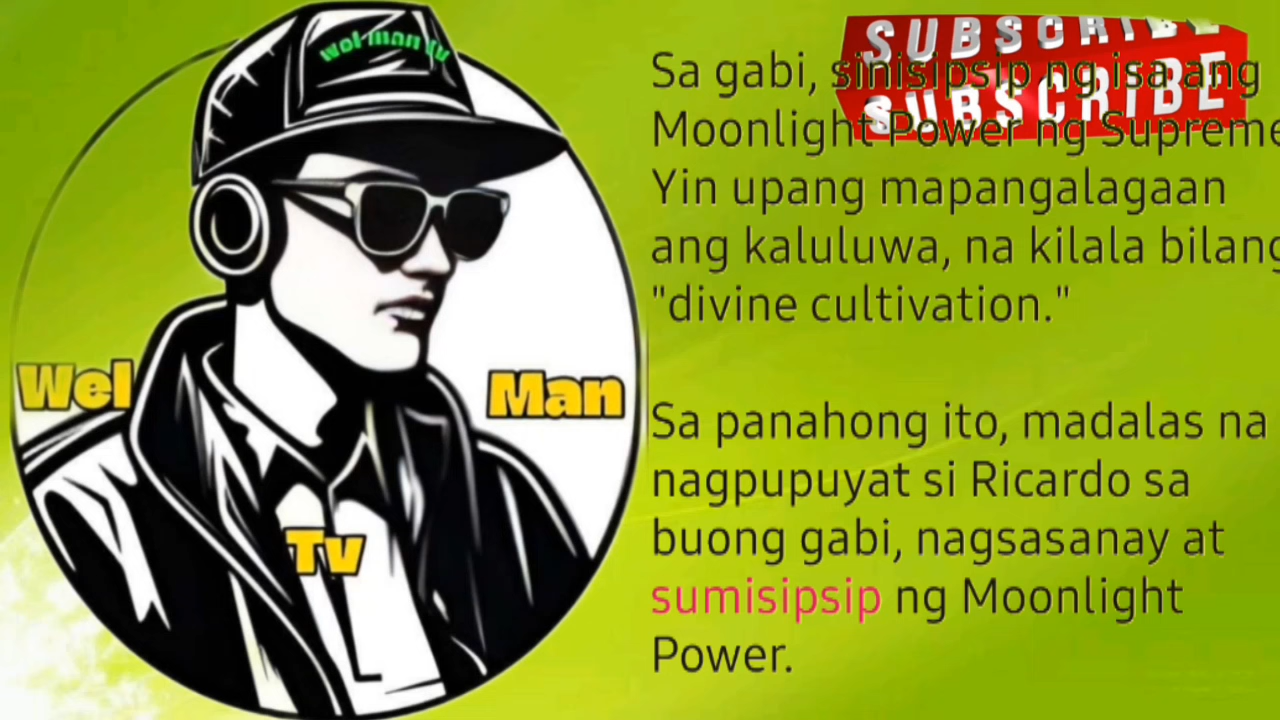 wel man tv
SUBSCRIBE
SUBSCRIBE
Sa gabi, sinisipsip ng isa ang
Moonlight Power ng Supreme
Yin upang mapangalagaan
ang kaluluwa, na kilala bilang
"divine cultivation."
Sa panahong ito, madalas na
nagpupuyat si Ricardo sa
buong gabi, nagsasanay at
sumisipsip ng Moonlight
Power.
Wel
Man
Tv